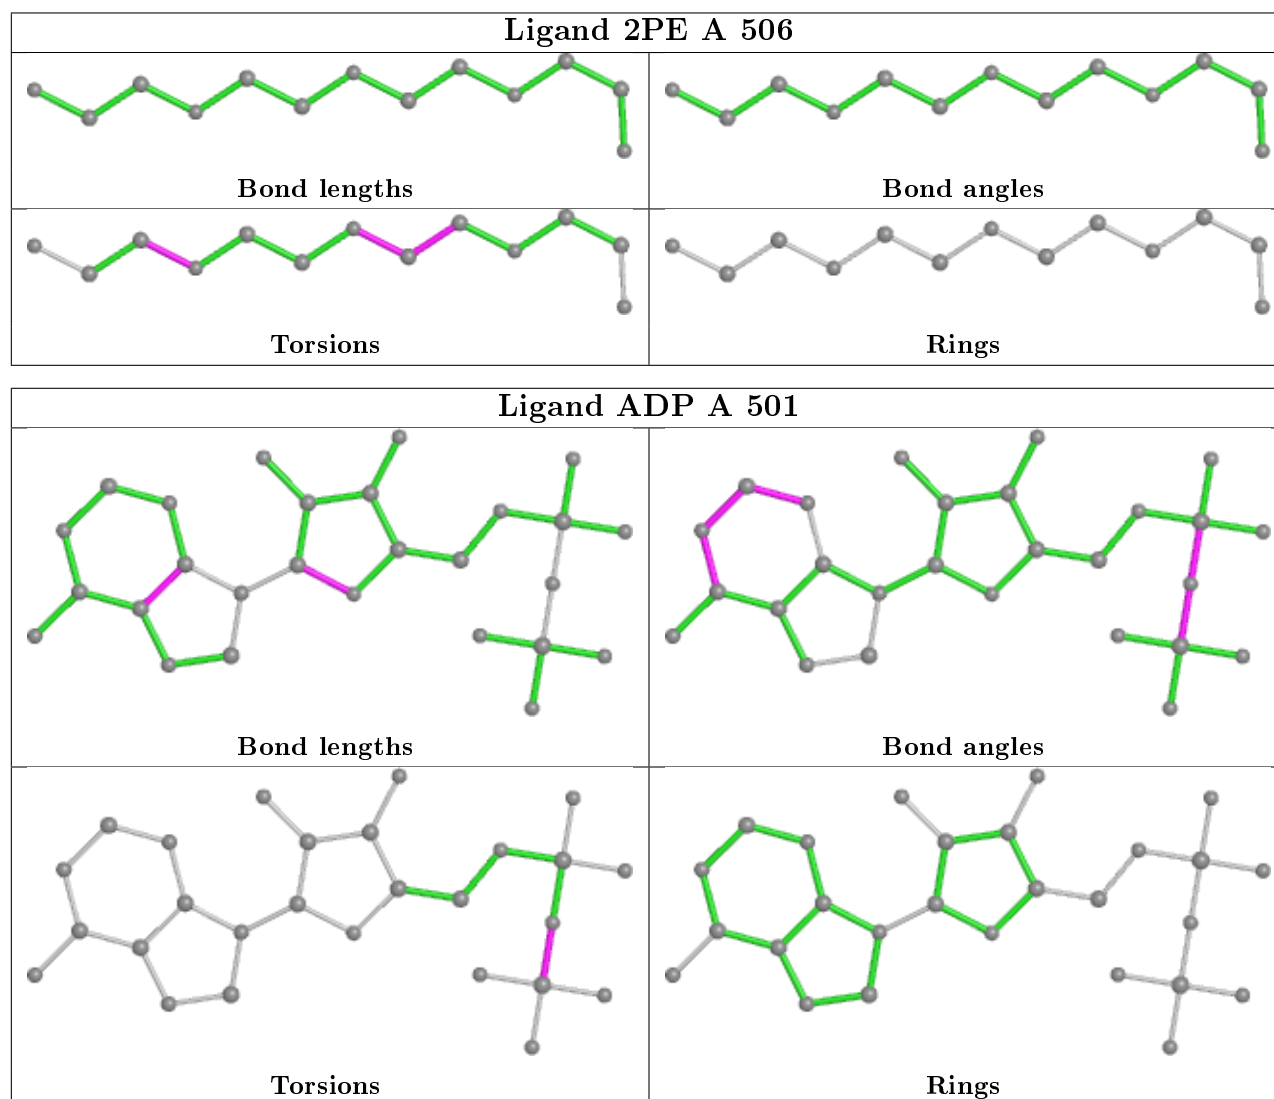 Ligand 2PE A 506
Bond lengths
Bond angles
Torsions
Rings
Ligand ADP A 501
Bond lengths
Bond angles
Torsions
Rings